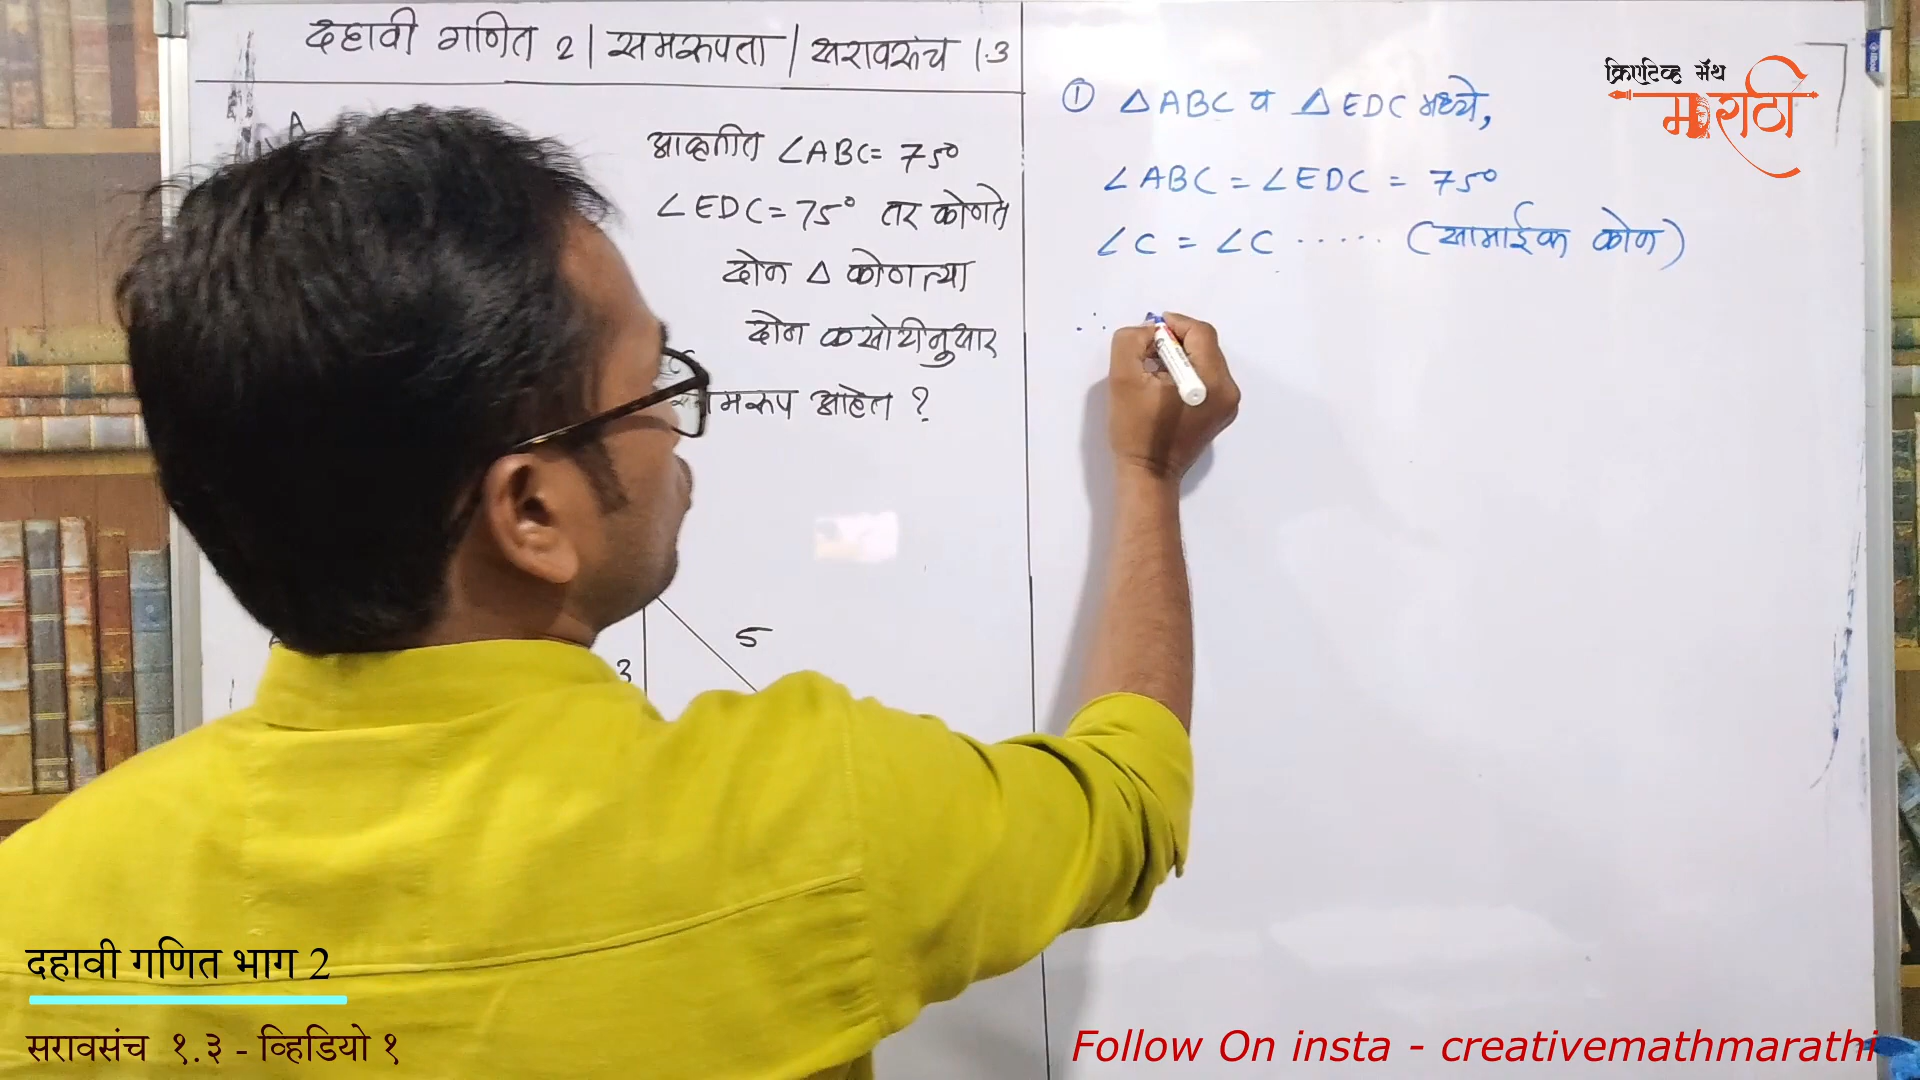 दहावी गणित 2 | समरूपता | सरावसंच 1.3
A
आकृतीत ∠ABC = 75°
∠EDC = 75° तर कोणते
दोन △ कोणत्या
दोन कसोटीनुसार
समरूप आहेत ?
3
5
① △ABC व △EDC मध्ये,
∠ABC = ∠EDC = 75°
∠C = ∠C ..... (सामाईक कोन)
∴
क्रिएटिव्ह मॅथ
मराठी
दहावी गणित भाग 2
सरावसंच १.३ - व्हिडियो १
Follow On insta - creativemathmarathi